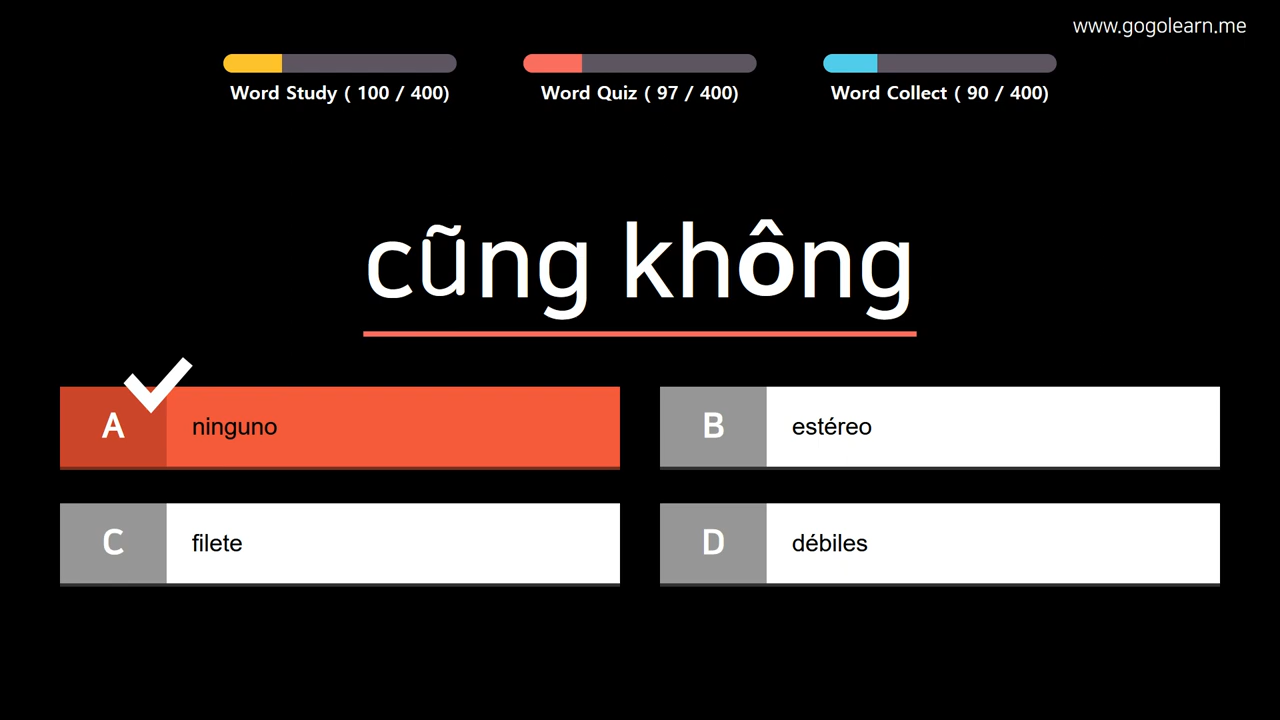 www.gogolearn.me
Word Study ( 100 / 400)
Word Quiz ( 97 / 400)
Word Collect ( 90 / 400)
cũng không
A ninguno
B estéreo
C filete
D débiles